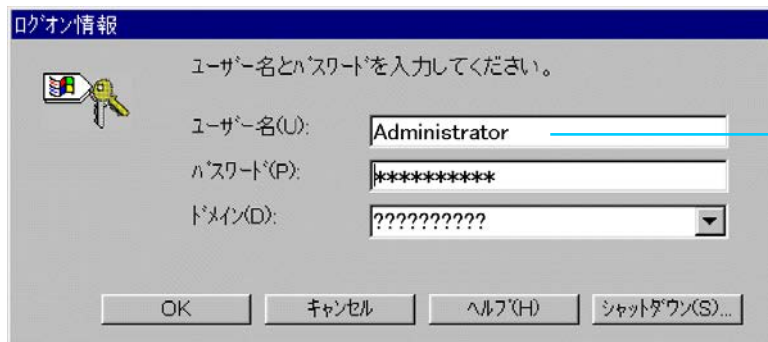 ログオン情報
ユーザー名とパスワードを入力してください。
ユーザー名(U):
Administrator
パスワード(P):
**********
ドメイン(D):
??????????
OK
キャンセル
ヘルプ(H)
シャットダウン(S)...